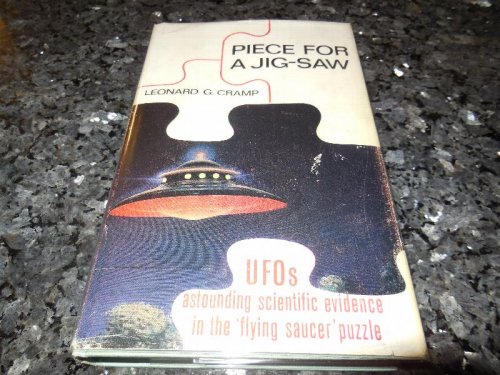 PIECE FOR
A JIG-SAW
LEONARD G. CRAMP
UFOs
astounding scientific evidence
in the 'flying saucer' puzzle